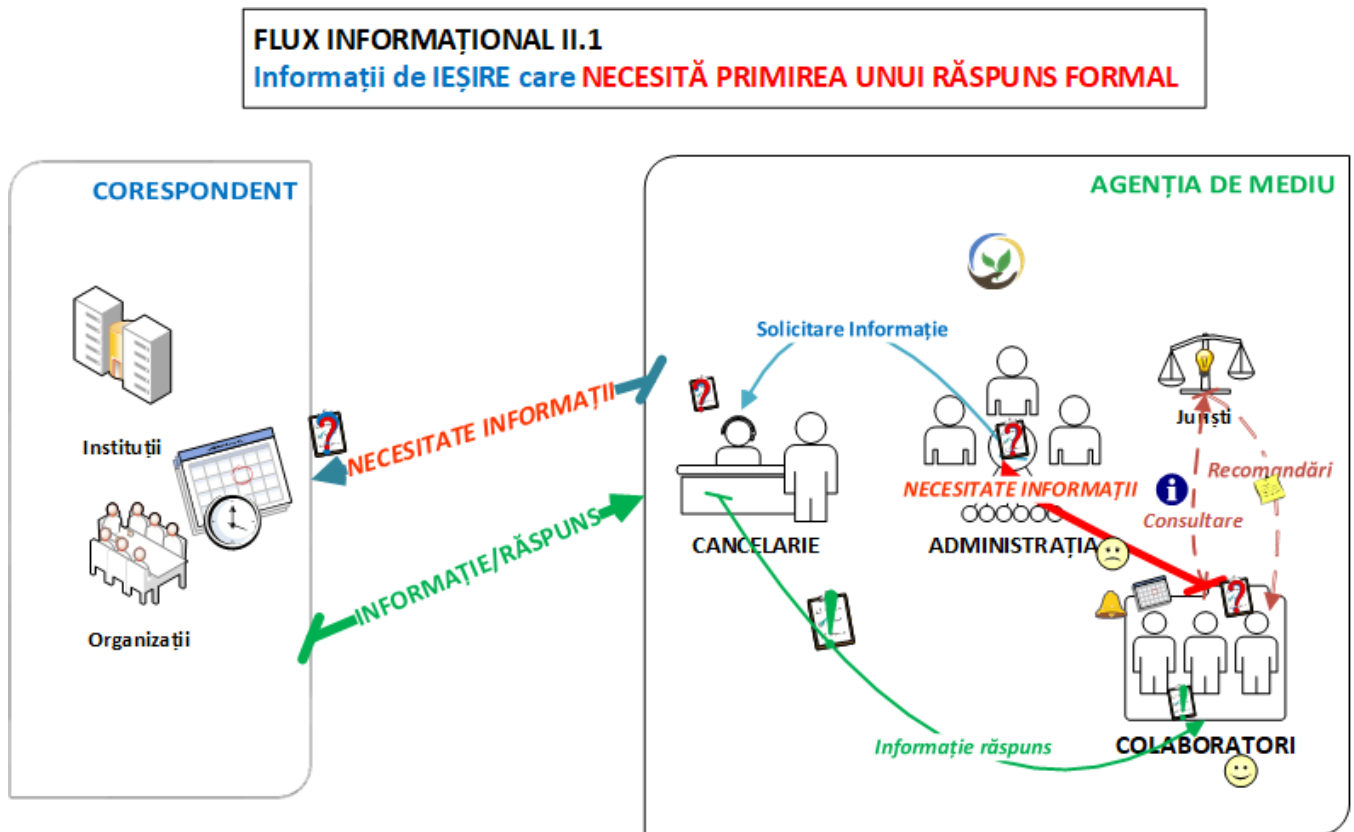 FLUX INFORMAȚIONAL II.1
Informații de IEȘIRE care NECESITĂ PRIMIREA UNUI RĂSPUNS FORMAL
CORESPONDENT
AGENȚIA DE MEDIU
Solicitare Informație
NECESITATE INFORMAȚII
Instituții
Juriști
Recomandări
NECESITATE INFORMAȚII
Consultare
INFORMAȚIE/RĂSPUNS
CANCELARIE
ADMINISTRAȚIA
Organizații
Informație răspuns
COLABORATORI